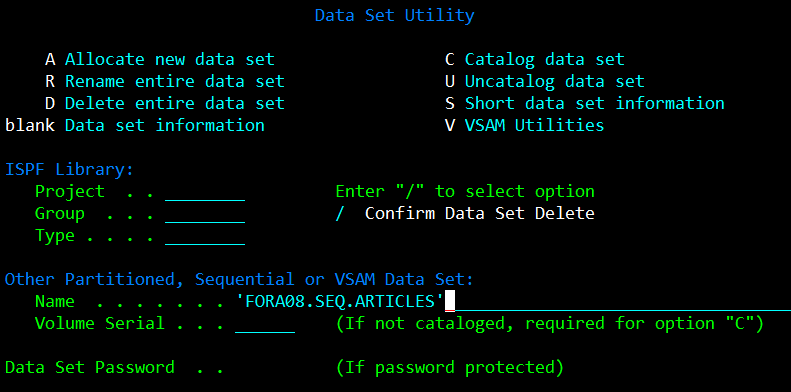 Data Set Utility
A Allocate new data set C Catalog data set
R Rename entire data set U Uncatalog data set
D Delete entire data set S Short data set information
blank Data set information V VSAM Utilities
ISPF Library:
Project . . ________ Enter "/" to select option
Group . . . ________ / Confirm Data Set Delete
Type . . . . ________
Other Partitioned, Sequential or VSAM Data Set:
Name . . . . . . . 'FORA08.SEQ.ARTICLES'
Volume Serial . . . ______ (If not cataloged, required for option "C")
Data Set Password . . (If password protected)